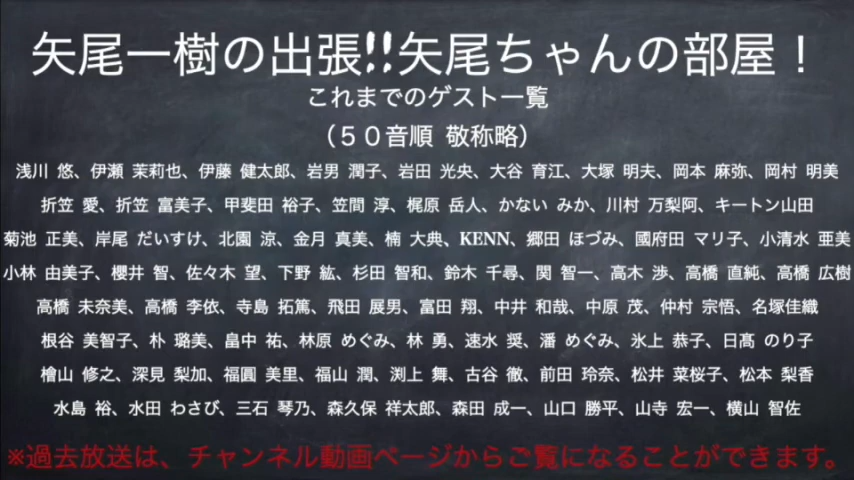 矢尾一樹の出張!!矢尾ちゃんの部屋！
これまでのゲスト一覧
（５０音順 敬称略）
浅川 悠、伊瀬 茉莉也、伊藤 健太郎、岩男 潤子、岩田 光央、大谷 育江、大塚 明夫、岡本 麻弥、岡村 明美
折笠 愛、折笠 富美子、甲斐田 裕子、笠間 淳、梶原 岳人、かない みか、川村 万梨阿、キートン山田
菊池 正美、岸尾 だいすけ、北園 涼、金月 真美、楠 大典、KENN、郷田 ほづみ、國府田 マリ子、小清水 亜美
小林 由美子、櫻井 智、佐々木 望、下野 紘、杉田 智和、鈴木 千尋、関 智一、高木 渉、高橋 直純、高橋 広樹
高橋 未奈美、高橋 李依、寺島 拓篤、飛田 展男、冨田 翔、中井 和哉、中原 茂、仲村 宗悟、名塚佳織
根谷 美智子、朴 璐美、畠中 祐、林原 めぐみ、林 勇、速水 奨、潘 めぐみ、氷上 恭子、日髙 のり子
檜山 修之、深見 梨加、福圓 美里、福山 潤、渕上 舞、古谷 徹、前田 玲奈、松井 菜桜子、松本 梨香
水島 裕、水田 わさび、三石 琴乃、森久保 祥太郎、森田 成一、山口 勝平、山寺 宏一、横山 智佐
※過去放送は、チャンネル動画ページからご覧になることができます。